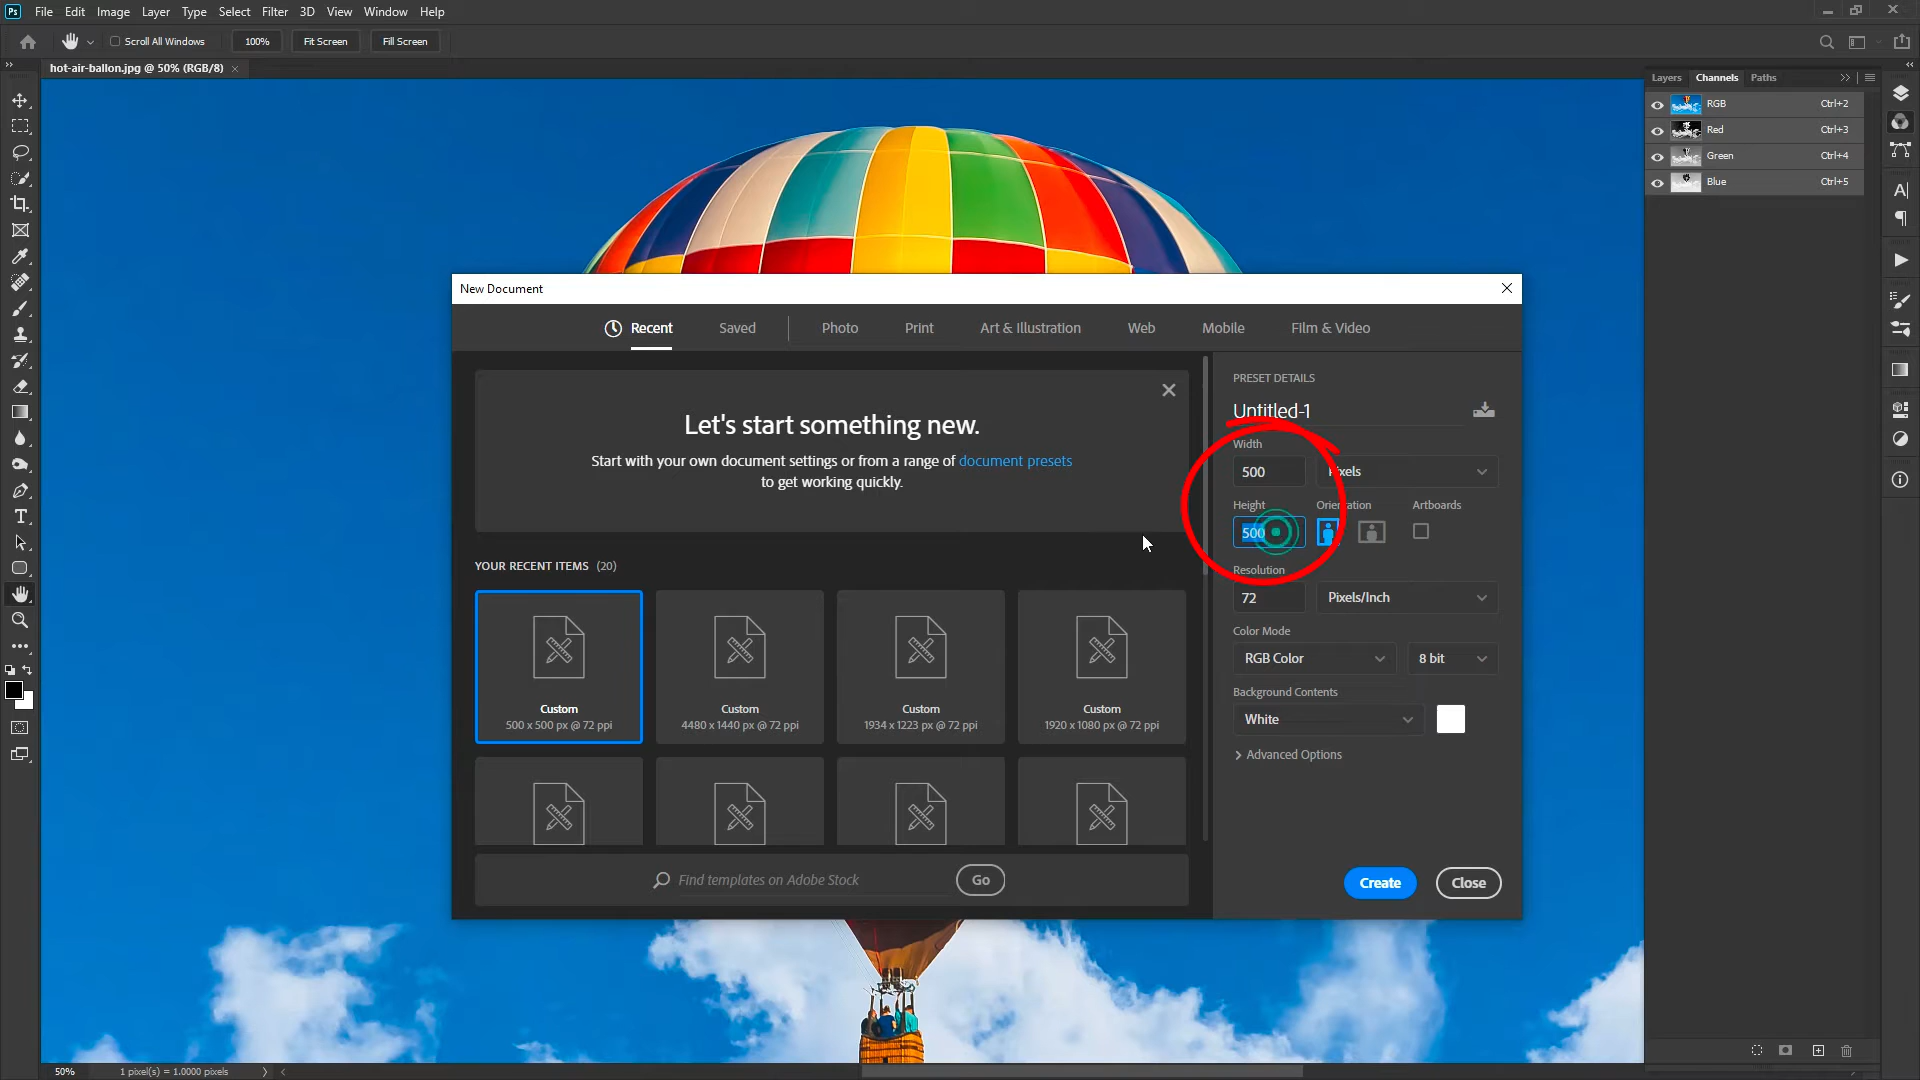 Ps File Edit Image Layer Type Select Filter 3D View Window Help
Scroll All Windows 100% Fit Screen Fill Screen
hot-air-ballon.jpg @ 50% (RGB/8)
Layers Channels Paths
RGB Ctrl+2
Red Ctrl+3
Green Ctrl+4
Blue Ctrl+5
New Document
Recent Saved Photo Print Art & Illustration Web Mobile Film & Video
Let's start something new.
Start with your own document settings or from a range of document presets
to get working quickly.
YOUR RECENT ITEMS (20)
Custom
500 x 500 px @ 72 ppi
Custom
4480 x 1440 px @ 72 ppi
Custom
1934 x 1223 px @ 72 ppi
Custom
1920 x 1080 px @ 72 ppi
Find templates on Adobe Stock Go
PRESET DETAILS
Untitled-1
Width
500 Pixels
Height Orientation Artboards
500
Resolution
72 Pixels/Inch
Color Mode
RGB Color 8 bit
Background Contents
White
Advanced Options
Create Close
50% 1 pixel(s) = 1.0000 pixels